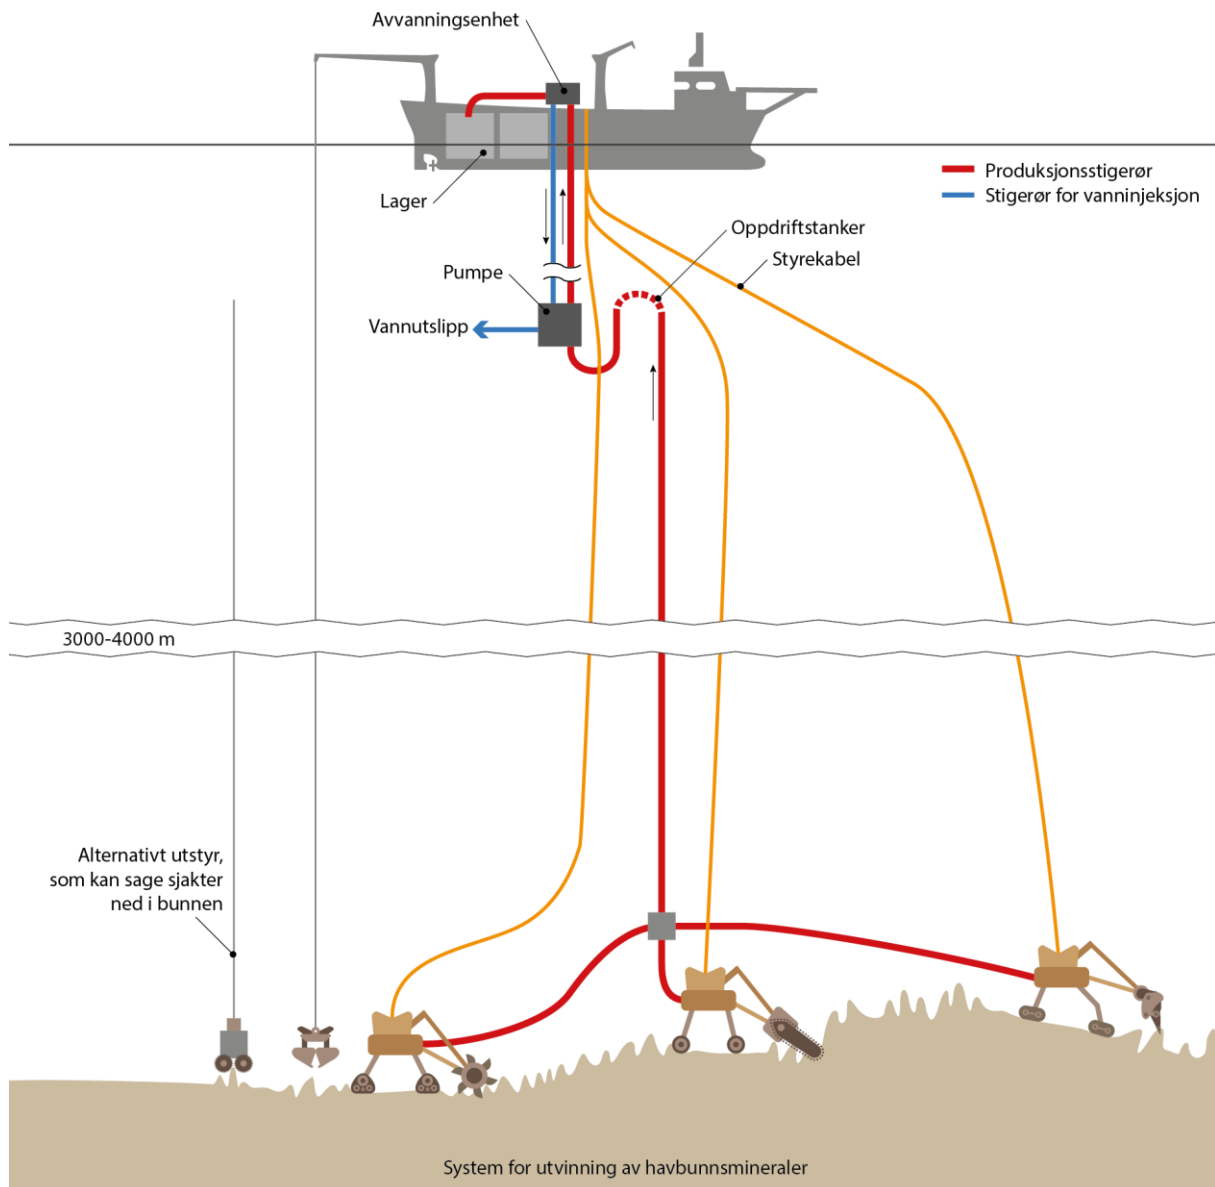 Avvanningsenhet
Lager
Produksjonsstigerør
Stigerør for vanninjeksjon
Oppdriftstanker
Styrekabel
Pumpe
Vannutslipp
3000-4000 m
Alternativt utstyr,
som kan sage sjakter
ned i bunnen
System for utvinning av havbunnsmineraler